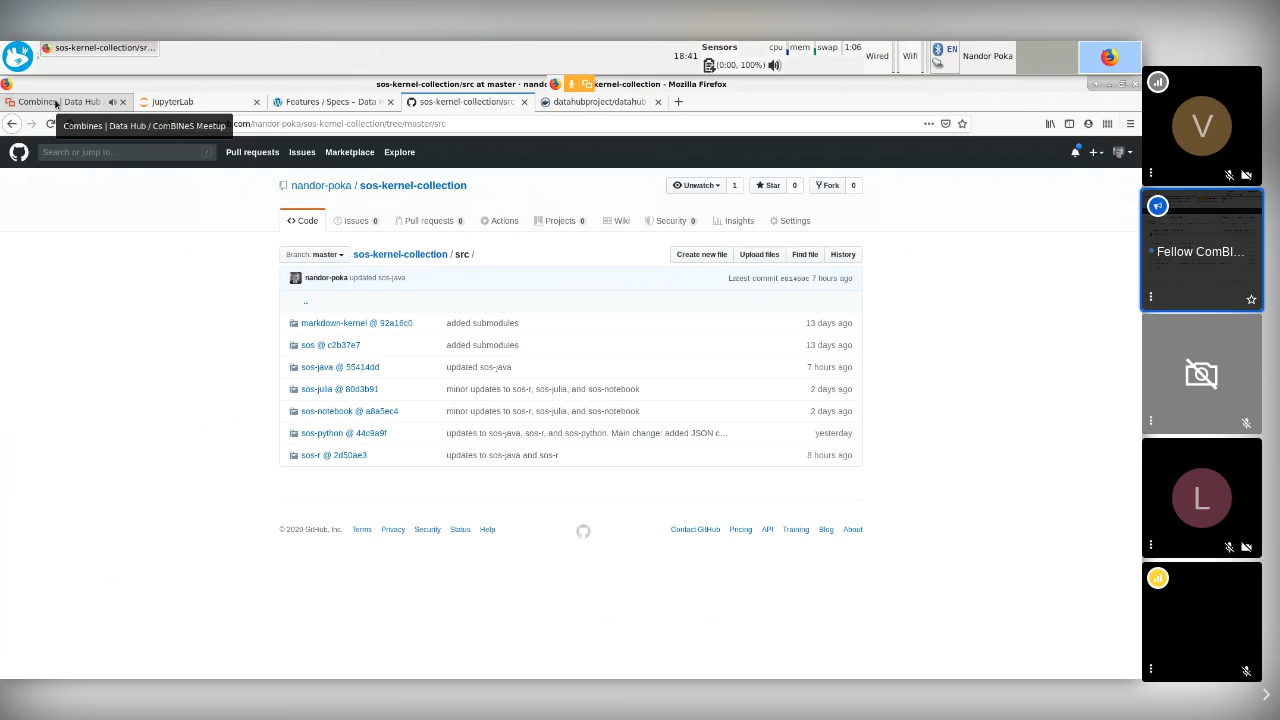 sos-kernel-collection/sr...
18:41
Sensors
cpu
mem
swap
1:06
(0:00, 100%)
Wired
Wifi
EN
Nandor Poka
sos-kernel-collection/src at master · nando
kernel-collection - Mozilla Firefox
Combines | Data Hub
JupyterLab
Features / Specs – Data H
sos-kernel-collection/src
datahubproject/datahub
Combines | Data Hub / ComBINeS Meetup
com/nandor-poka/sos-kernel-collection/tree/master/src
Search or jump to...
/
Pull requests
Issues
Marketplace
Explore
nandor-poka / sos-kernel-collection
Unwatch
1
Star
0
Fork
0
Code
Issues 0
Pull requests 0
Actions
Projects 0
Wiki
Security 0
Insights
Settings
Branch: master
sos-kernel-collection / src /
Create new file
Upload files
Find file
History
nandor-poka updated sos-java
Latest commit
7 hours ago
..
markdown-kernel @ 92a16c0
added submodules
13 days ago
sos @ c2b37e7
added submodules
13 days ago
sos-java @ 55414dd
updated sos-java
7 hours ago
sos-julia @ 80d3b91
minor updates to sos-r, sos-julia, and sos-notebook
2 days ago
sos-notebook @ a8a5ec4
minor updates to sos-r, sos-julia, and sos-notebook
2 days ago
sos-python @ 44c9a9f
updates to sos-java, sos-r, and sos-python. Main change: added JSON c...
yesterday
sos-r @ 2d50ae3
updates to sos-java and sos-r
8 hours ago
© 2020 GitHub, Inc.
Terms
Privacy
Security
Status
Help
Contact GitHub
Pricing
API
Training
Blog
About
V
Fellow ComBI...
L